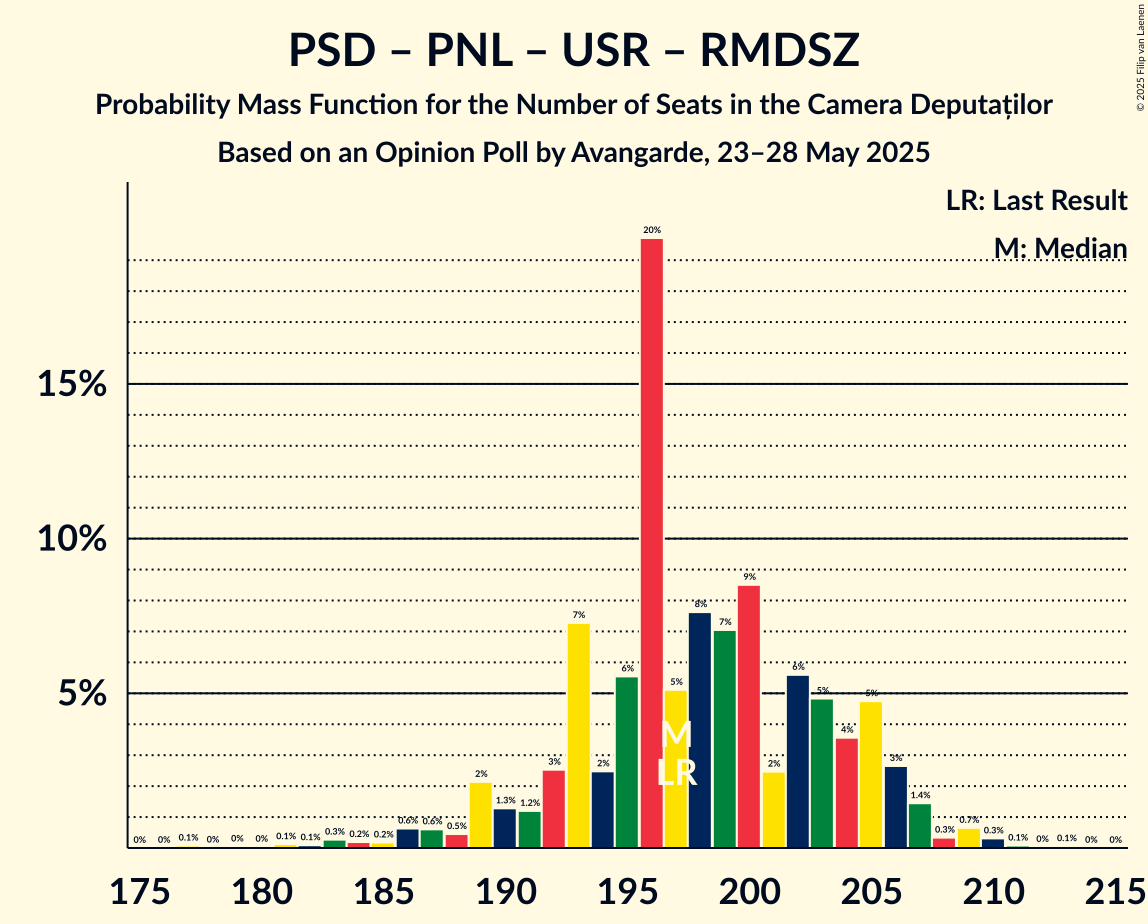 PSD – PNL – USR – RMDSZ
Probability Mass Function for the Number of Seats in the Camera Deputaților
Based on an Opinion Poll by Avangarde, 23–28 May 2025
© 2025 Filip van Laenen
LR: Last Result
M: Median
15%
10%
5%
0% 0% 0.1% 0% 0% 0% 0.1% 0.1% 0.3% 0.2% 0.2% 0.6% 0.6% 0.5% 2% 1.3% 1.2% 3% 7% 2% 6% 20% 5% 8% 7% 9% 2% 6% 5% 4% 5% 3% 1.4% 0.3% 0.7% 0.3% 0.1% 0% 0.1% 0% 0%
M
LR
175 180 185 190 195 200 205 210 215